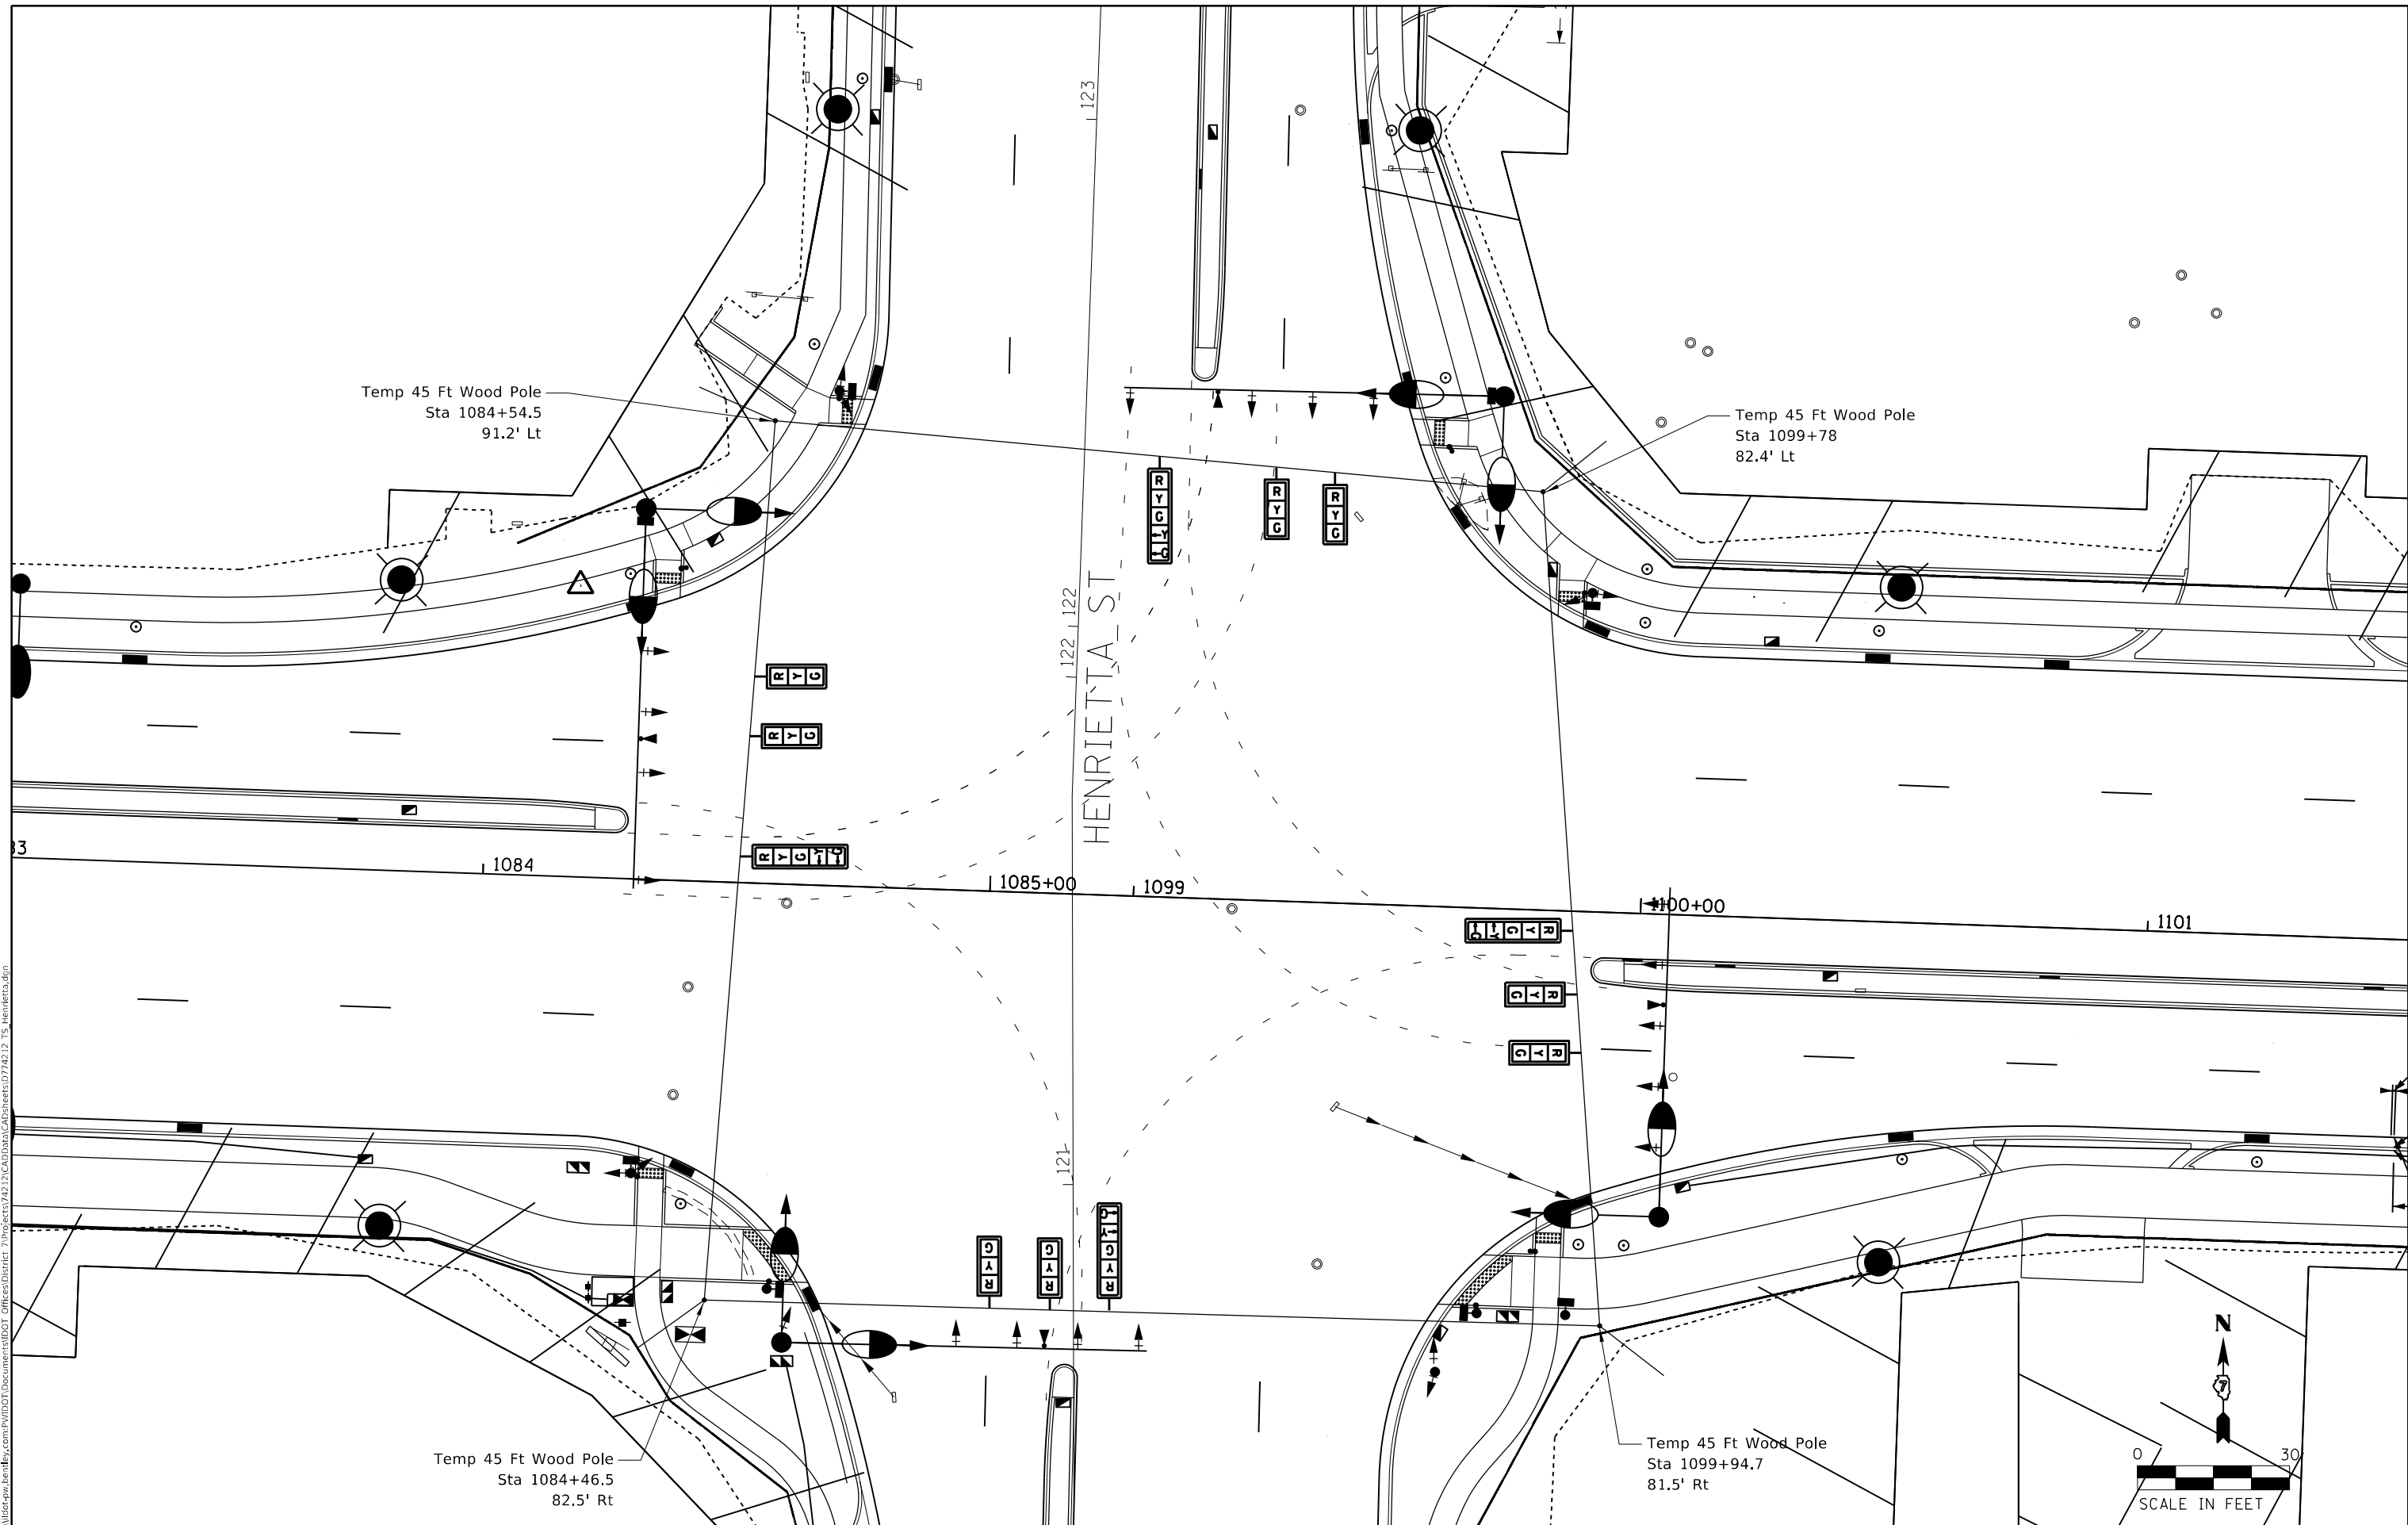 123
Temp 45 Ft Wood Pole
Sta 1084+54.5
91.2' Lt
Temp 45 Ft Wood Pole
Sta 1099+78
82.4' Lt
R Y G Y G
R Y G
R Y G
122
122
HENRIETTA ST
R Y G
R Y G
R Y G Y G
1084
1085+00
1099
1100+00
1101
R Y G Y G
R Y G
R Y G
121
R Y G
R Y G
R Y G Y G
Temp 45 Ft Wood Pole
Sta 1084+46.5
82.5' Rt
Temp 45 Ft Wood Pole
Sta 1099+94.7
81.5' Rt
N
7
0 30
SCALE IN FEET